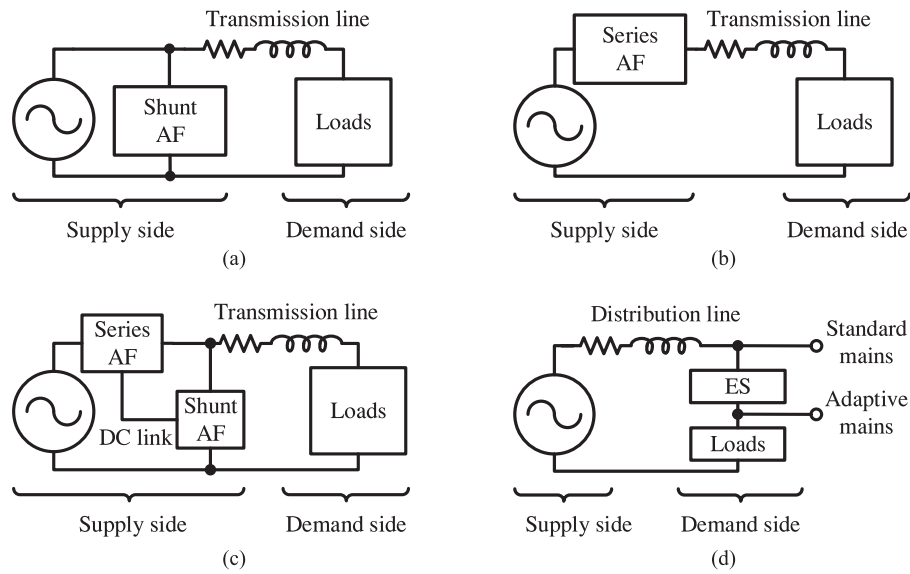 Transmission line
Shunt
AF
Loads
Supply side
Demand side
(a)
Series
AF
Transmission line
Loads
Supply side
Demand side
(b)
Series
AF
Transmission line
Shunt
AF
DC link
Loads
Supply side
Demand side
(c)
Distribution line
Standard
mains
ES
Adaptive
mains
Loads
Supply side
Demand side
(d)